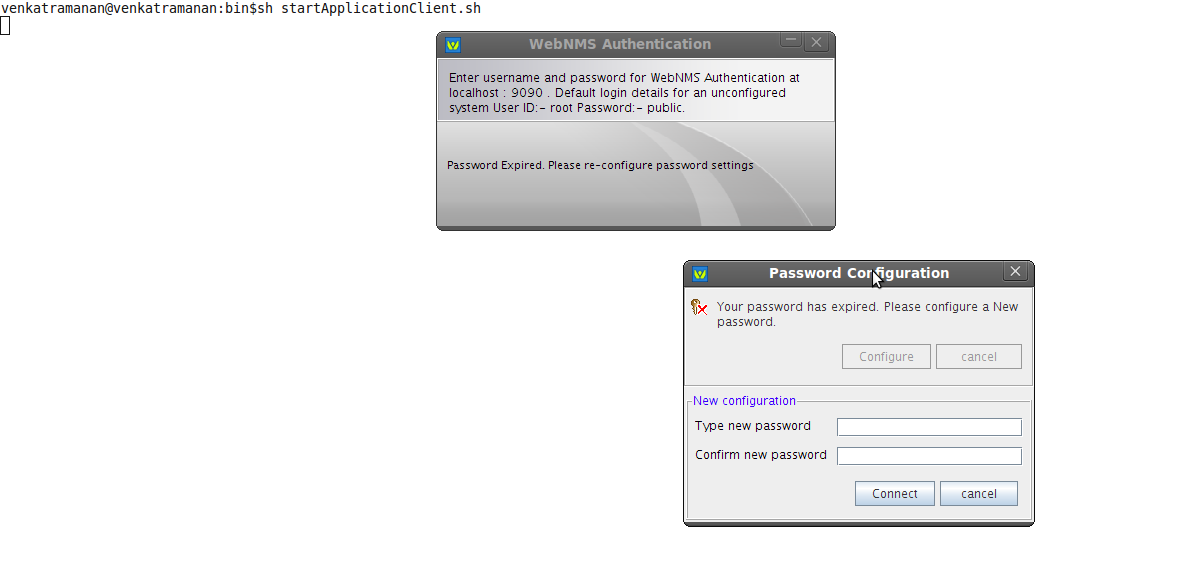 venkatramanan@venkatramanan:bin$sh startApplicationClient.sh
WebNMS Authentication
Enter username and password for WebNMS Authentication at
localhost : 9090 . Default login details for an unconfigured
system User ID:- root Password:- public.
Password Expired. Please re-configure password settings
Password Configuration
Your password has expired. Please configure a New
password.
Configure cancel
New configuration
Type new password
Confirm new password
Connect cancel